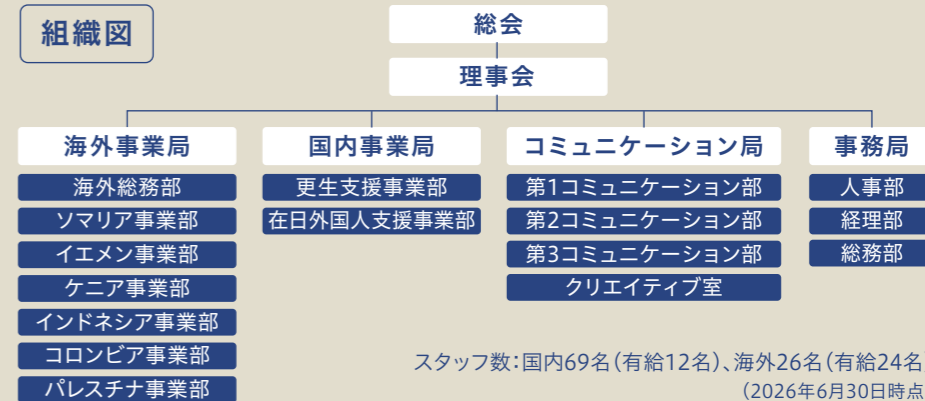 組織図
総会
理事会
海外事業局
海外総務部
ソマリア事業部
イエメン事業部
ケニア事業部
インドネシア事業部
コロンビア事業部
パレスチナ事業部
国内事業局
更生支援事業部
在日外国人支援事業部
コミュニケーション局
第1コミュニケーション部
第2コミュニケーション部
第3コミュニケーション部
クリエイティブ室
事務局
人事部
経理部
総務部
スタッフ数：国内69名（有給12名）、海外26名（有給24名
（2026年6月30日時点